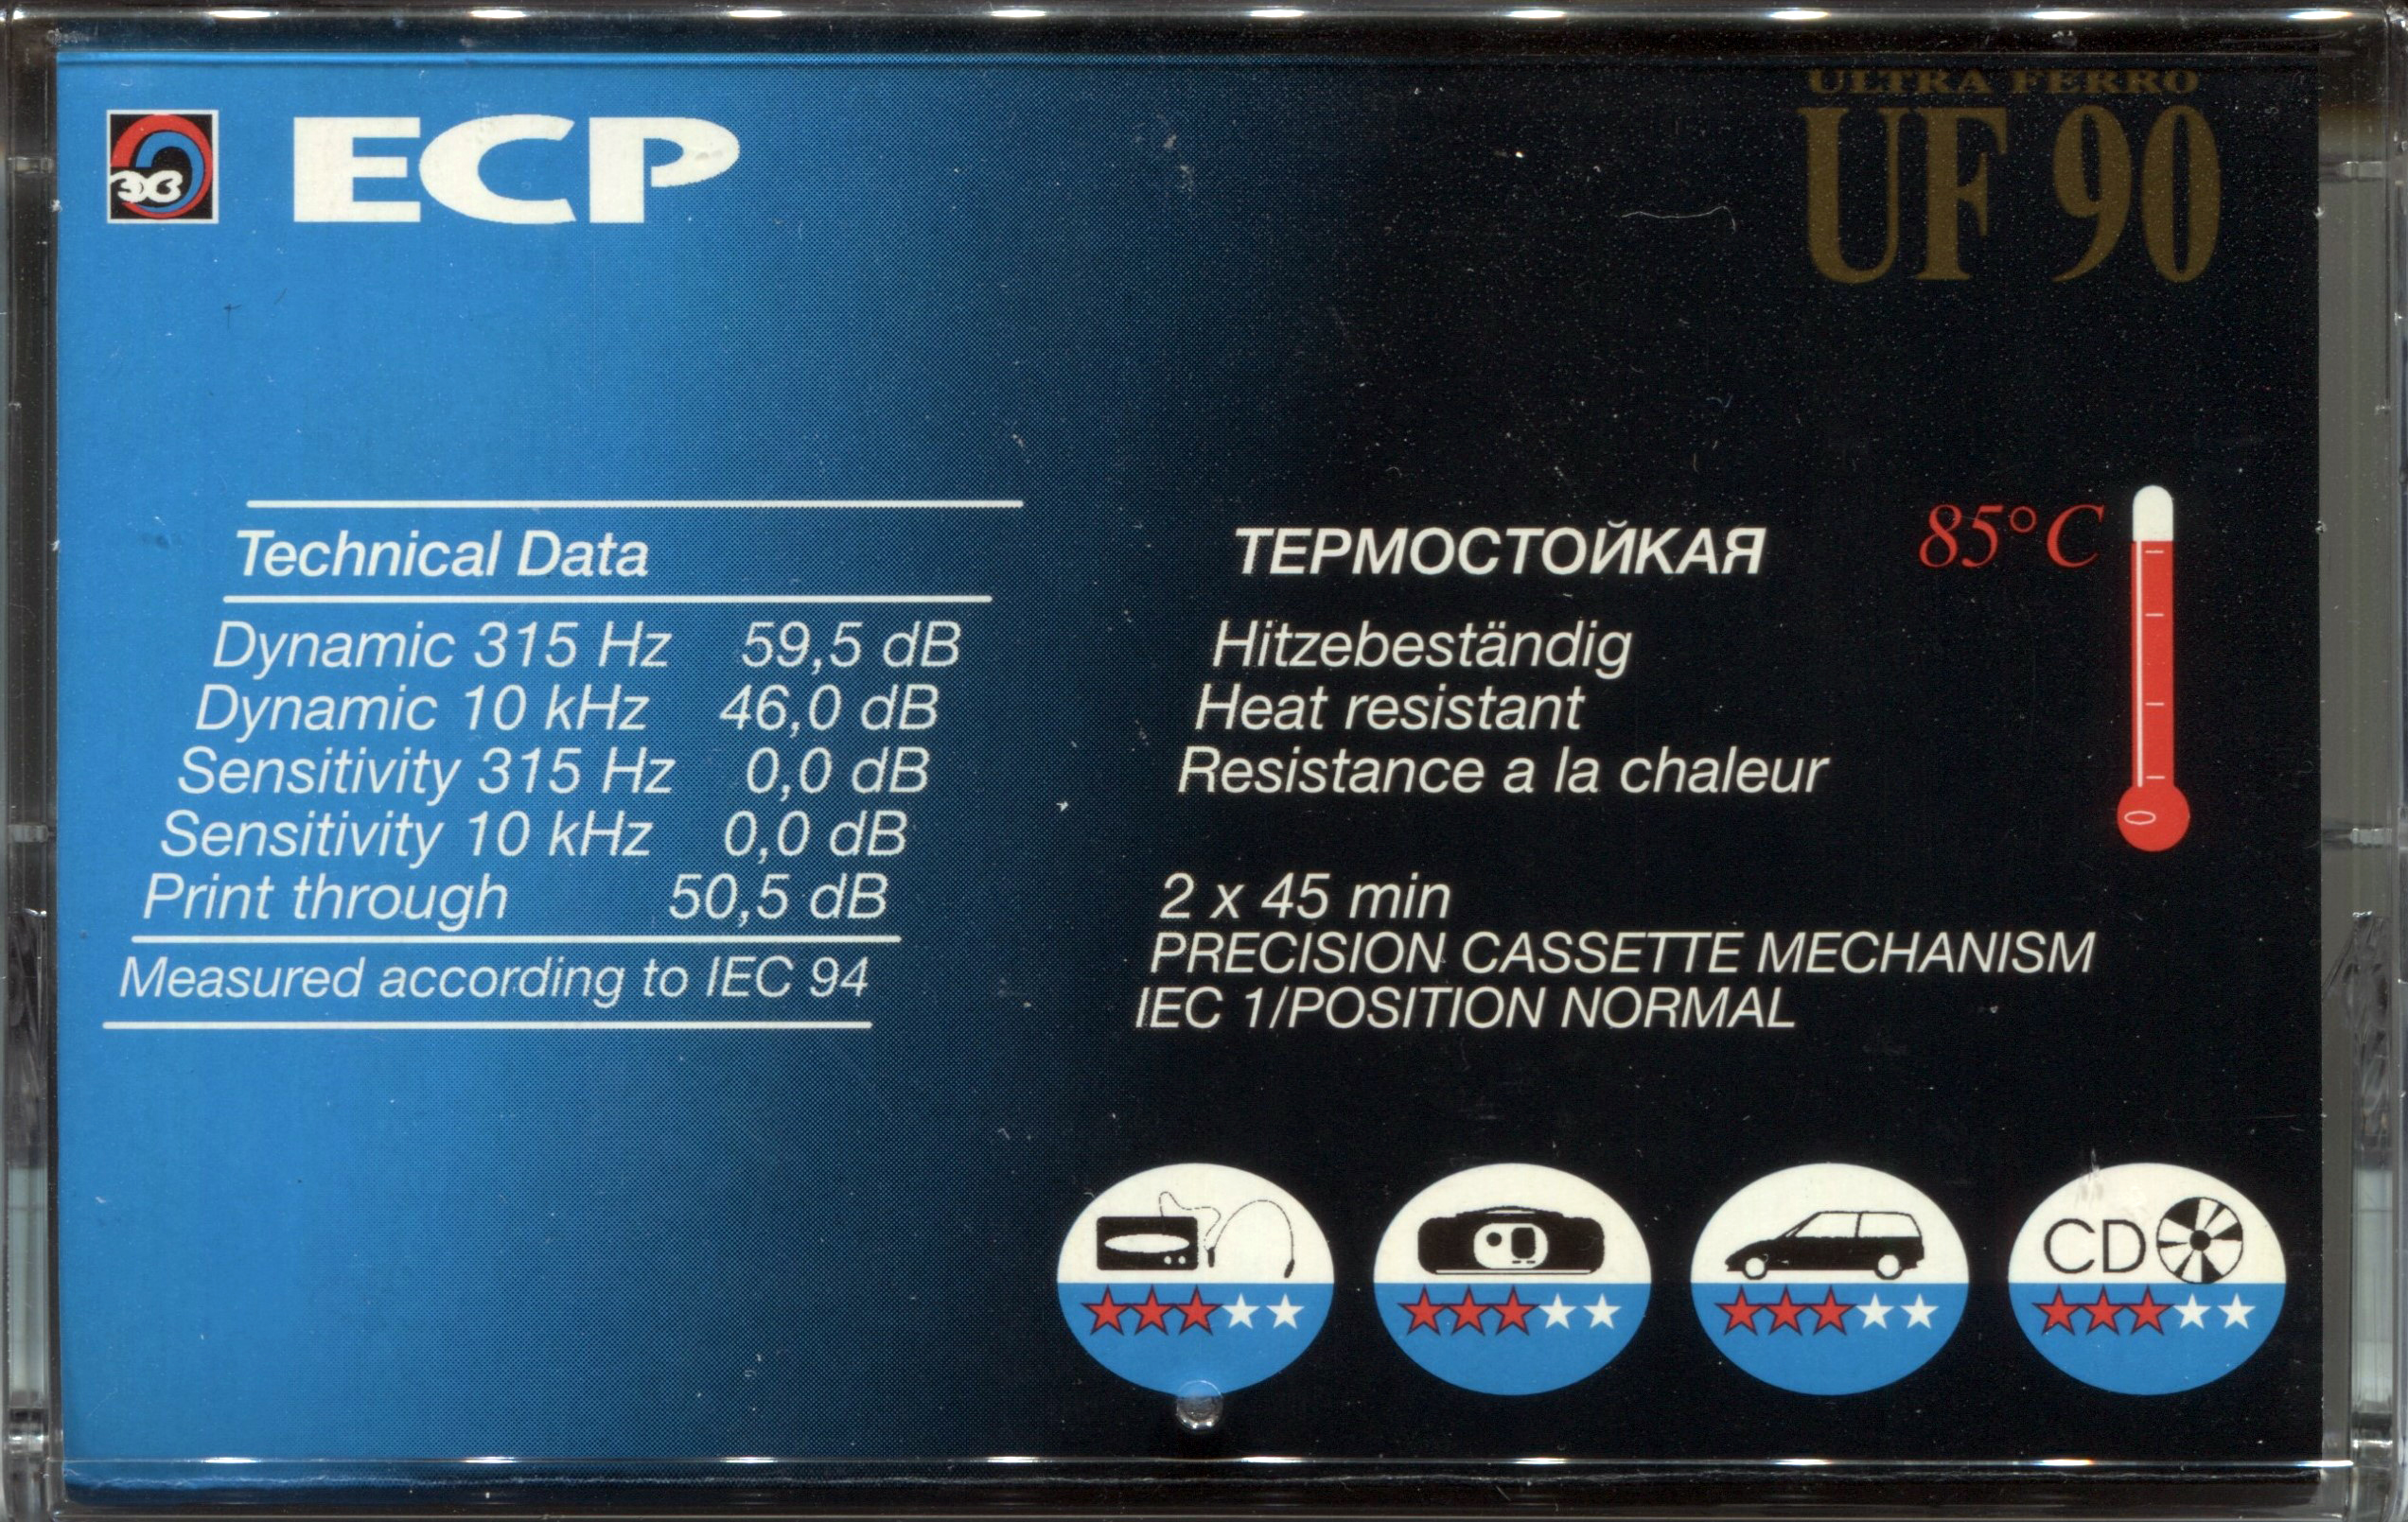 ULTRA FERRO
ЭКЗ ECP
UF 90
Technical Data
Dynamic 315 Hz 59,5 dB
Dynamic 10 kHz 46,0 dB
Sensitivity 315 Hz 0,0 dB
Sensitivity 10 kHz 0,0 dB
Print through 50,5 dB
Measured according to IEC 94
ТЕРМОСТОЙКАЯ
85°C
Hitzebeständig
Heat resistant
Resistance a la chaleur
2 x 45 min
PRECISION CASSETTE MECHANISM
IEC 1/POSITION NORMAL
CD